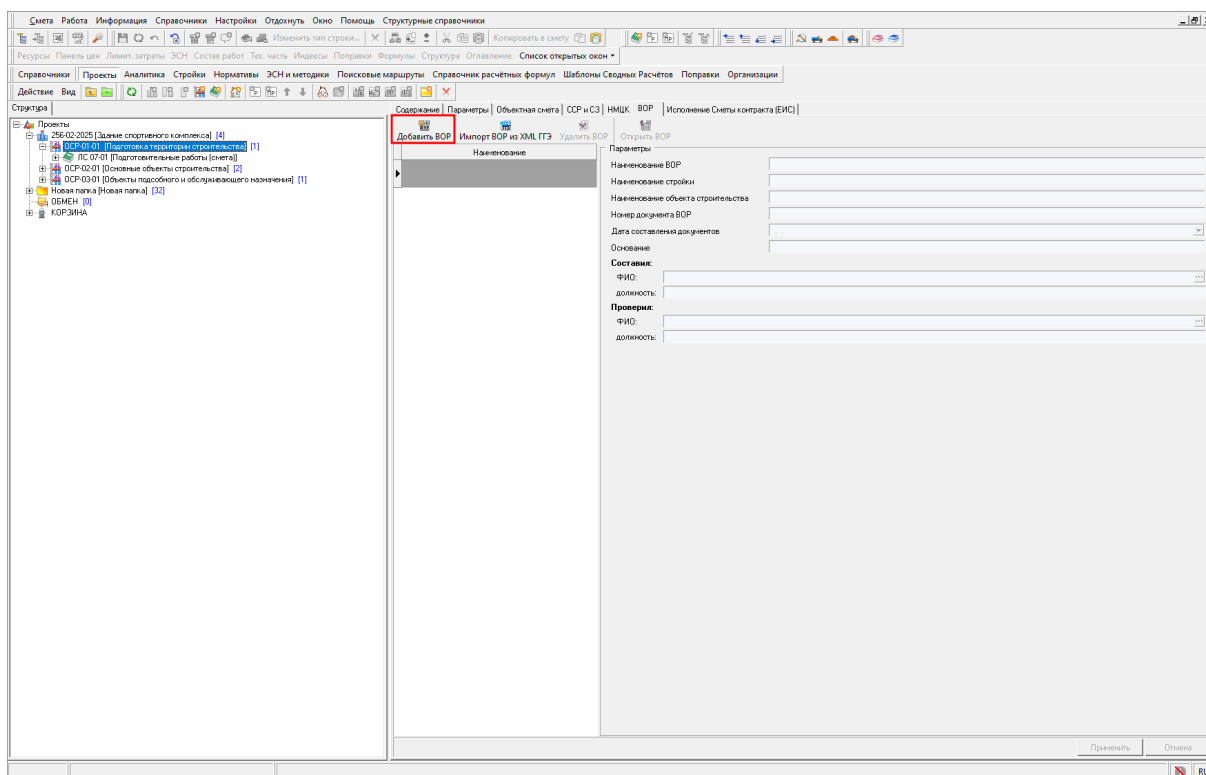 Смета Работа Информация Справочники Настройки Отдохнуть Окно Помощь Структурные справочники
Изменить тип строки... Копировать в смету
Ресурсы Панель цен Лимит. затраты ЭСН Состав работ Тех. часть Индексы Поправки Формулы Структура Оглавление Список открытых окон
Справочники Проекты Аналитика Стройки Нормативы ЭСН и методики Поисковые маршруты Справочник расчётных формул Шаблоны Сводных Расчётов Поправки Организации
Действие Вид
Структура
Проекты
256-02-2025 [Здание спортивного комплекса] [4]
ОСР-01-01 [Подготовка территории строительства] [1]
ЛС 07-01 [Подготовительные работы (смета)]
ОСР-02-01 [Основные объекты строительства] [2]
ОСР-03-01 [Объекты подсобного и обслуживающего назначения] [1]
Новая папка [Новая папка] [32]
ОБМЕН [0]
КОРЗИНА
Содержание Параметры Объектная смета ССР и СЗ НМЦК ВОР Исполнение Сметы контракта (ЕИС)
Добавить ВОР Импорт ВОР из XML ГГЭ Удалить ВОР Открыть ВОР
Наименование
Параметры
Наименование ВОР
Наименование стройки
Наименование объекта строительства
Номер документа ВОР
Дата составления документов
Основание
Составил:
ФИО:
должность:
Проверил:
ФИО:
должность:
Применить Отмена